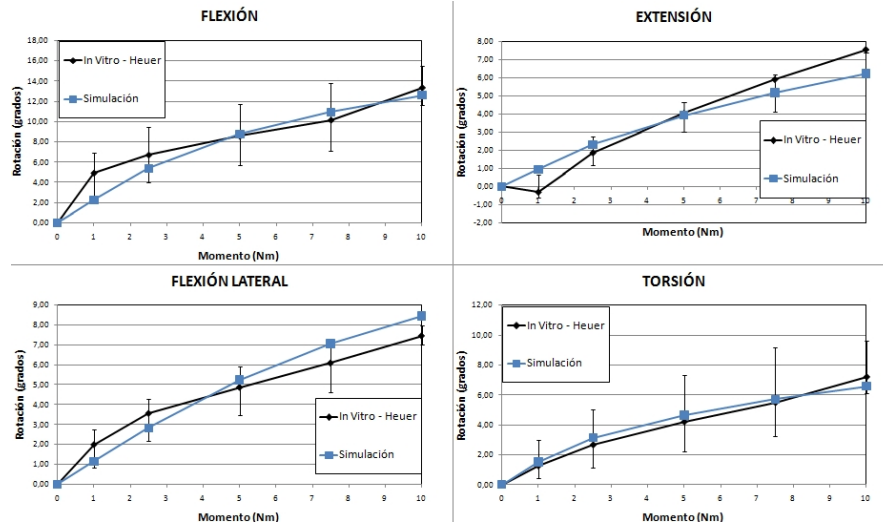 FLEXIÓN
18,00
16,00
14,00
12,00
10,00
8,00
6,00
4,00
2,00
0,00
Rotación (grados)
In Vitro - Heuer
Simulación
0 1 2 3 4 5 6 7 8 9 10
Momento (Nm)
EXTENSIÓN
8,00
7,00
6,00
5,00
4,00
3,00
2,00
1,00
0,00
-1,00
-2,00
Rotación (grados)
In Vitro - Heuer
Simulación
0 1 2 3 4 5 6 7 8 9 10
Momento (Nm)
FLEXIÓN LATERAL
9,00
8,00
7,00
6,00
5,00
4,00
3,00
2,00
1,00
0,00
Rotación (grados)
In Vitro - Heuer
Simulación
0 1 2 3 4 5 6 7 8 9 10
Momento (Nm)
TORSIÓN
12,00
10,00
8,00
6,00
4,00
2,00
0,00
Rotación (grados)
In Vitro - Heuer
Simulación
0 1 2 3 4 5 6 7 8 9 10
Momento (Nm)